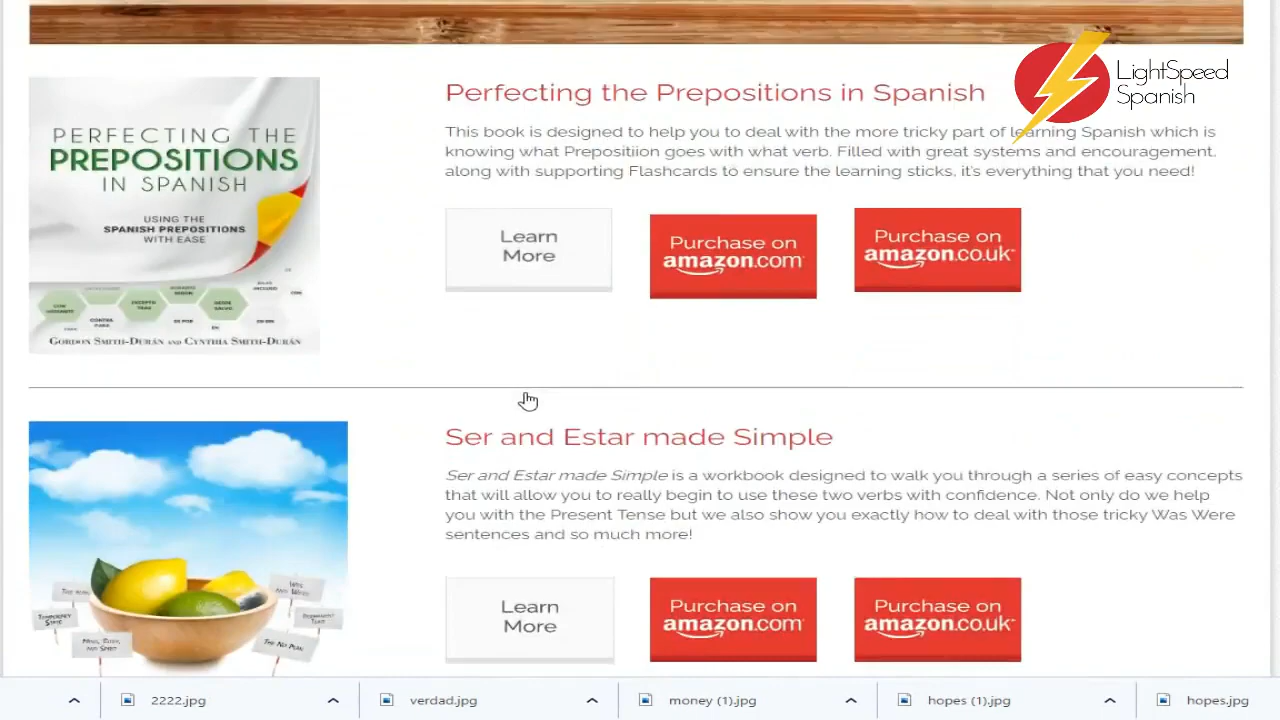 LightSpeed
Spanish
PERFECTING THE
PREPOSITIONS
IN SPANISH
USING THE
SPANISH PREPOSITIONS
WITH EASE
GORDON SMITH-DURÁN AND CYNTHIA SMITH-DURÁN
Perfecting the Prepositions in Spanish
This book is designed to help you to deal with the more tricky part of learning Spanish which is
knowing what Prepositiion goes with what verb. Filled with great systems and encouragement,
along with supporting Flashcards to ensure the learning sticks, it's everything that you need!
Learn
More
Purchase on
amazon.com
Purchase on
amazon.co.uk
Ser and Estar made Simple
Ser and Estar made Simple is a workbook designed to walk you through a series of easy concepts
that will allow you to really begin to use these two verbs with confidence. Not only do we help
you with the Present Tense but we also show you exactly how to deal with those tricky Was Were
sentences and so much more!
Learn
More
Purchase on
amazon.com
Purchase on
amazon.co.uk
2222.jpg
verdad.jpg
money (1).jpg
hopes (1).jpg
hopes.jpg